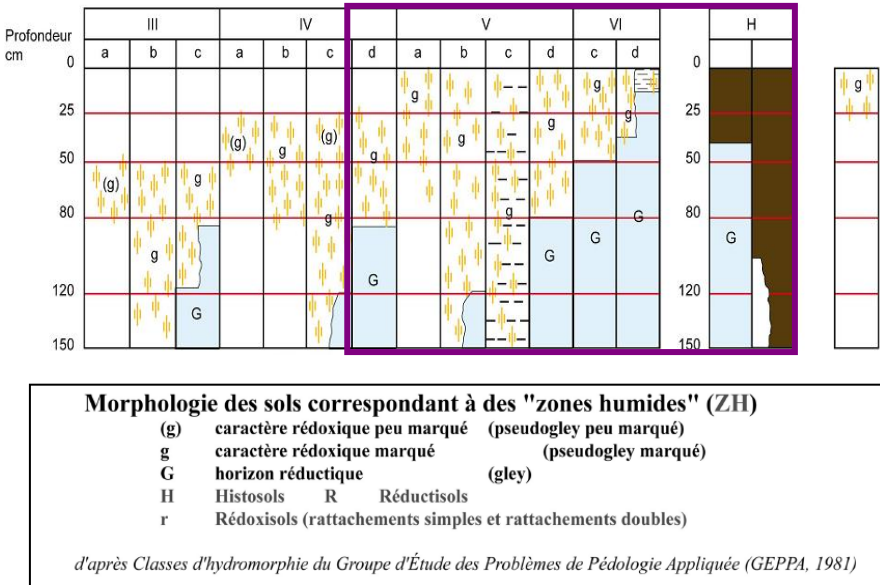 III IV V VI H
Profondeur
cm
a b c a b c d a b c d c d
0 0
g g g g
25 25
(g) g (g) g g g
50 50
(g) g g
80 80
g g G
g G G G
G
120 120
G
150 150
Morphologie des sols correspondant à des "zones humides" (ZH)
(g) caractère rédoxique peu marqué (pseudogley peu marqué)
g caractère rédoxique marqué (pseudogley marqué)
G horizon réductique (gley)
H Histosols R Réductisols
r Rédoxisols (rattachements simples et rattachements doubles)
d'après Classes d'hydromorphie du Groupe d'Étude des Problèmes de Pédologie Appliquée (GEPPA, 1981)